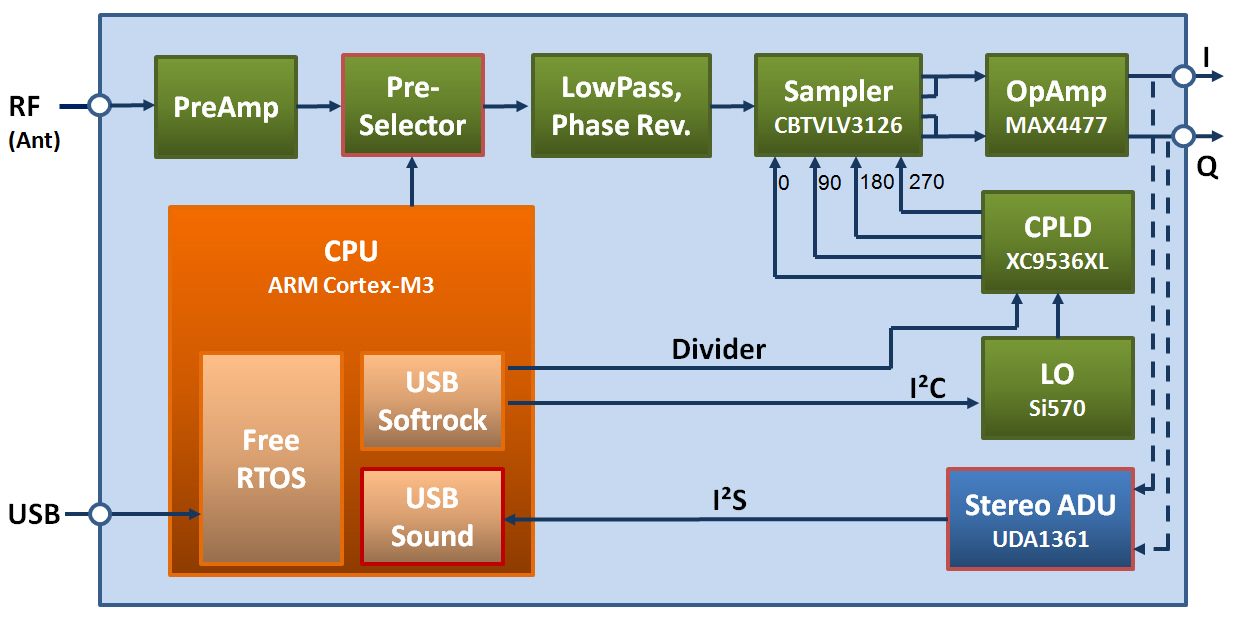 RF
(Ant)
PreAmp
Pre-
Selector
LowPass,
Phase Rev.
Sampler
CBTVLV3126
OpAmp
MAX4477
I
Q
0
90
180
270
CPLD
XC9536XL
CPU
ARM Cortex-M3
Divider
I²C
LO
Si570
USB
Softrock
Free
RTOS
USB
Sound
I²S
Stereo ADU
UDA1361
USB